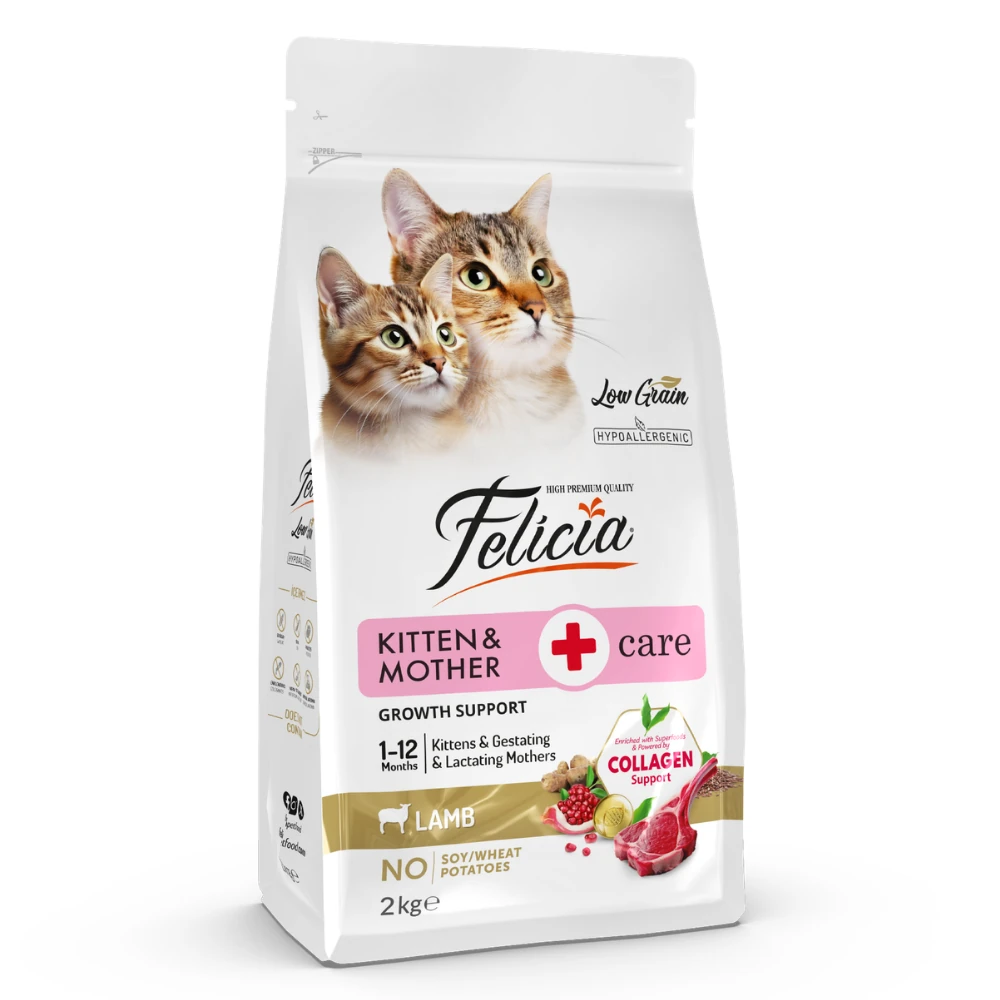 ZIPPER
Low Grain
HYPOALLERGENIC
HIGH PREMIUM QUALITY
Felicia
KITTEN &
MOTHER
care
GROWTH SUPPORT
1-12
Months
Kittens & Gestating
& Lactating Mothers
Enriched with Superfoods
& Powered by
COLLAGEN
Support
LAMB
NO
SOY/WHEAT
POTATOES
2kg℮